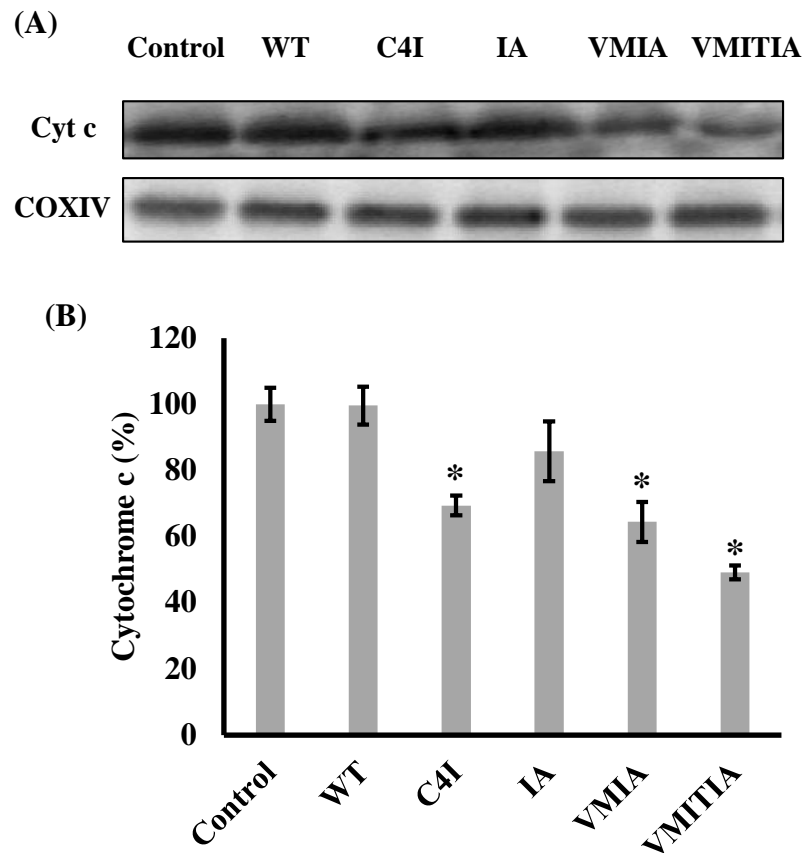 (A)
Control WT C4I IA VMIA VMITIA
Cyt c
COXIV
(B)
120
100
80
60
40
20
0
Cytochrome c (%)
* * *
Control WT C4I IA VMIA VMITIA